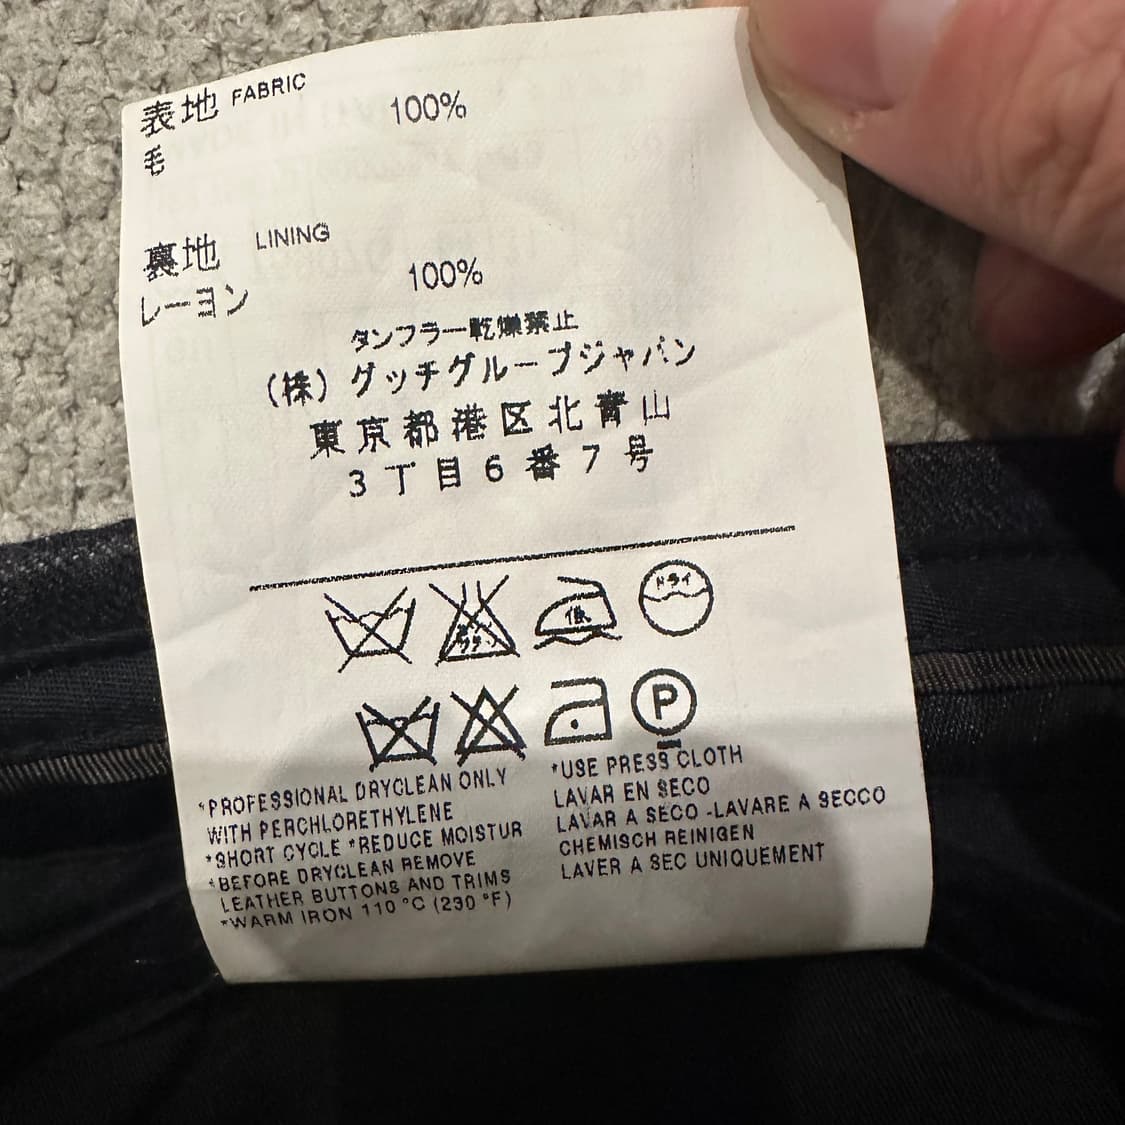 表地 FABRIC 100%
毛
裏地 LINING 100%
レーヨン
タンブラー乾燥禁止
(株) グッチグループジャパン
東京都港区北青山
3丁目6番7号
ドライ
低
P
*PROFESSIONAL DRYCLEAN ONLY
WITH PERCHLORETHYLENE
*SHORT CYCLE *REDUCE MOISTUR
*BEFORE DRYCLEAN REMOVE
LEATHER BUTTONS AND TRIMS
*WARM IRON 110 °C (230 °F)
*USE PRESS CLOTH
LAVAR EN SECO
LAVAR A SECO -LAVARE A SECCO
CHEMISCH REINIGEN
LAVER A SEC UNIQUEMENT